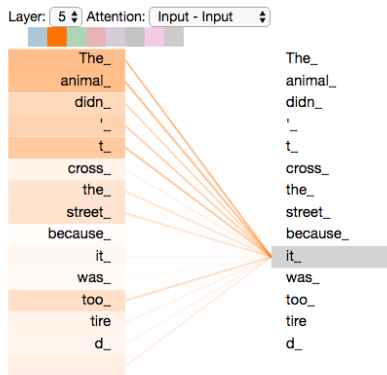 Layer: 5 Attention: Input - Input
The_ The_
animal_ animal_
didn_ didn_
'_ '_
t_ t_
cross_ cross_
the_ the_
street_ street_
because_ because_
it_ it_
was_ was_
too_ too_
tire tire
d_ d_